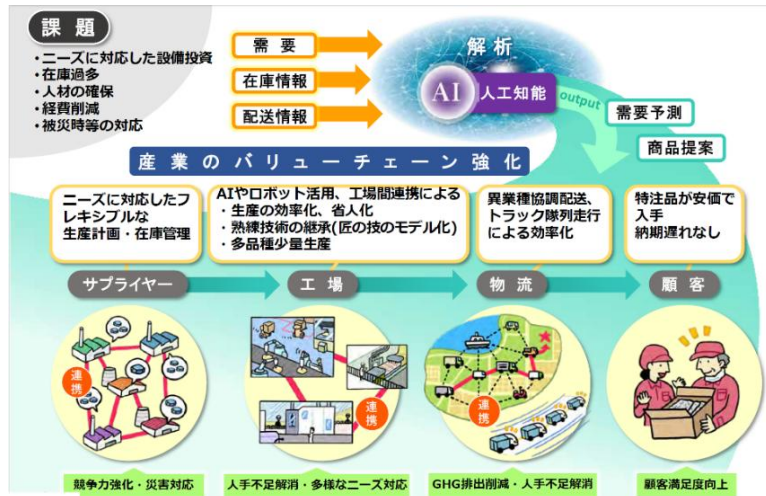 課題
・ニーズに対応した設備投資
・在庫過多
・人材の確保
・経費削減
・被災時等の対応
需要
在庫情報
配送情報
解析
AI 人工知能
output
需要予測
商品提案
産業のバリューチェーン強化
ニーズに対応したフ
レキシブルな
生産計画・在庫管理
AIやロボット活用、工場間連携による
・生産の効率化、省人化
・熟練技術の継承(匠の技のモデル化)
・多品種少量生産
異業種協調配送、
トラック隊列走行
による効率化
特注品が安価で
入手
納期遅れなし
サプライヤー
工場
物流
顧客
連携
連携
連携
競争力強化・災害対応
人手不足解消・多様なニーズ対応
GHG排出削減・人手不足解消
顧客満足度向上